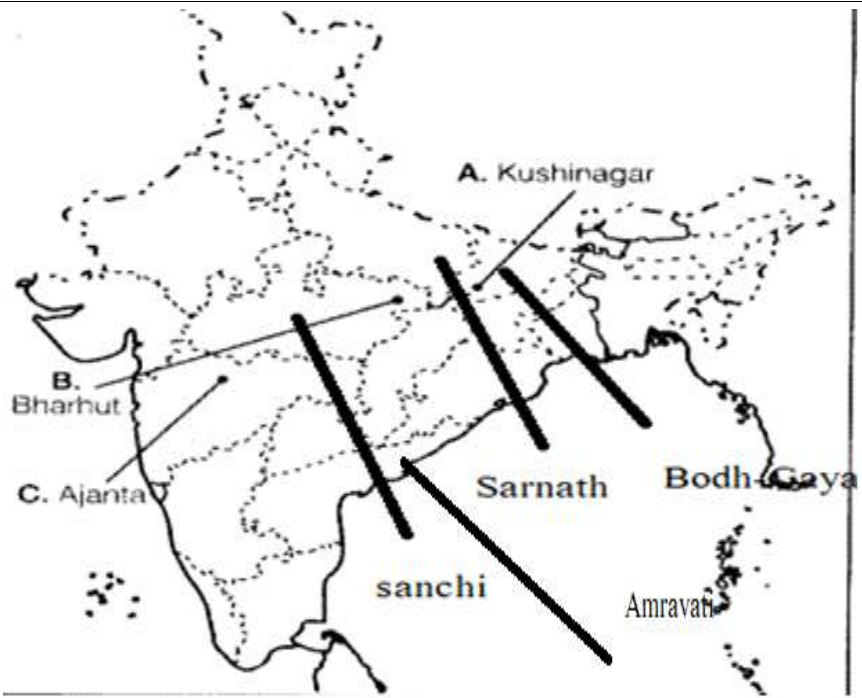 A. Kushinagar
B.
Bharhut
C. Ajanta
Sarnath
Bodh-Gaya
sanchi
Amravati